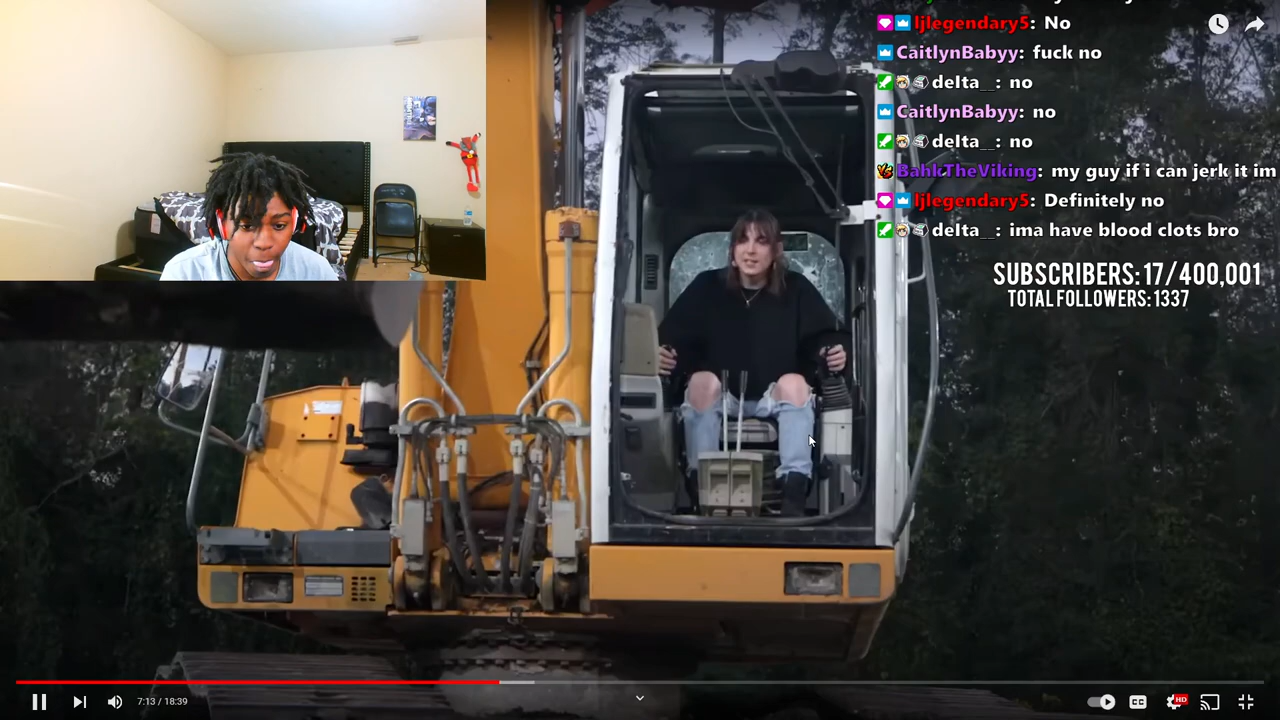 ljlegendary5: No
CaitlynBabyy: fuck no
delta__: no
CaitlynBabyy: no
delta__: no
BahkTheViking: my guy if i can jerk it im
ljlegendary5: Definitely no
delta__: ima have blood clots bro
SUBSCRIBERS: 17/400,001
TOTAL FOLLOWERS: 1337
7:13 / 18:39
CC
HD